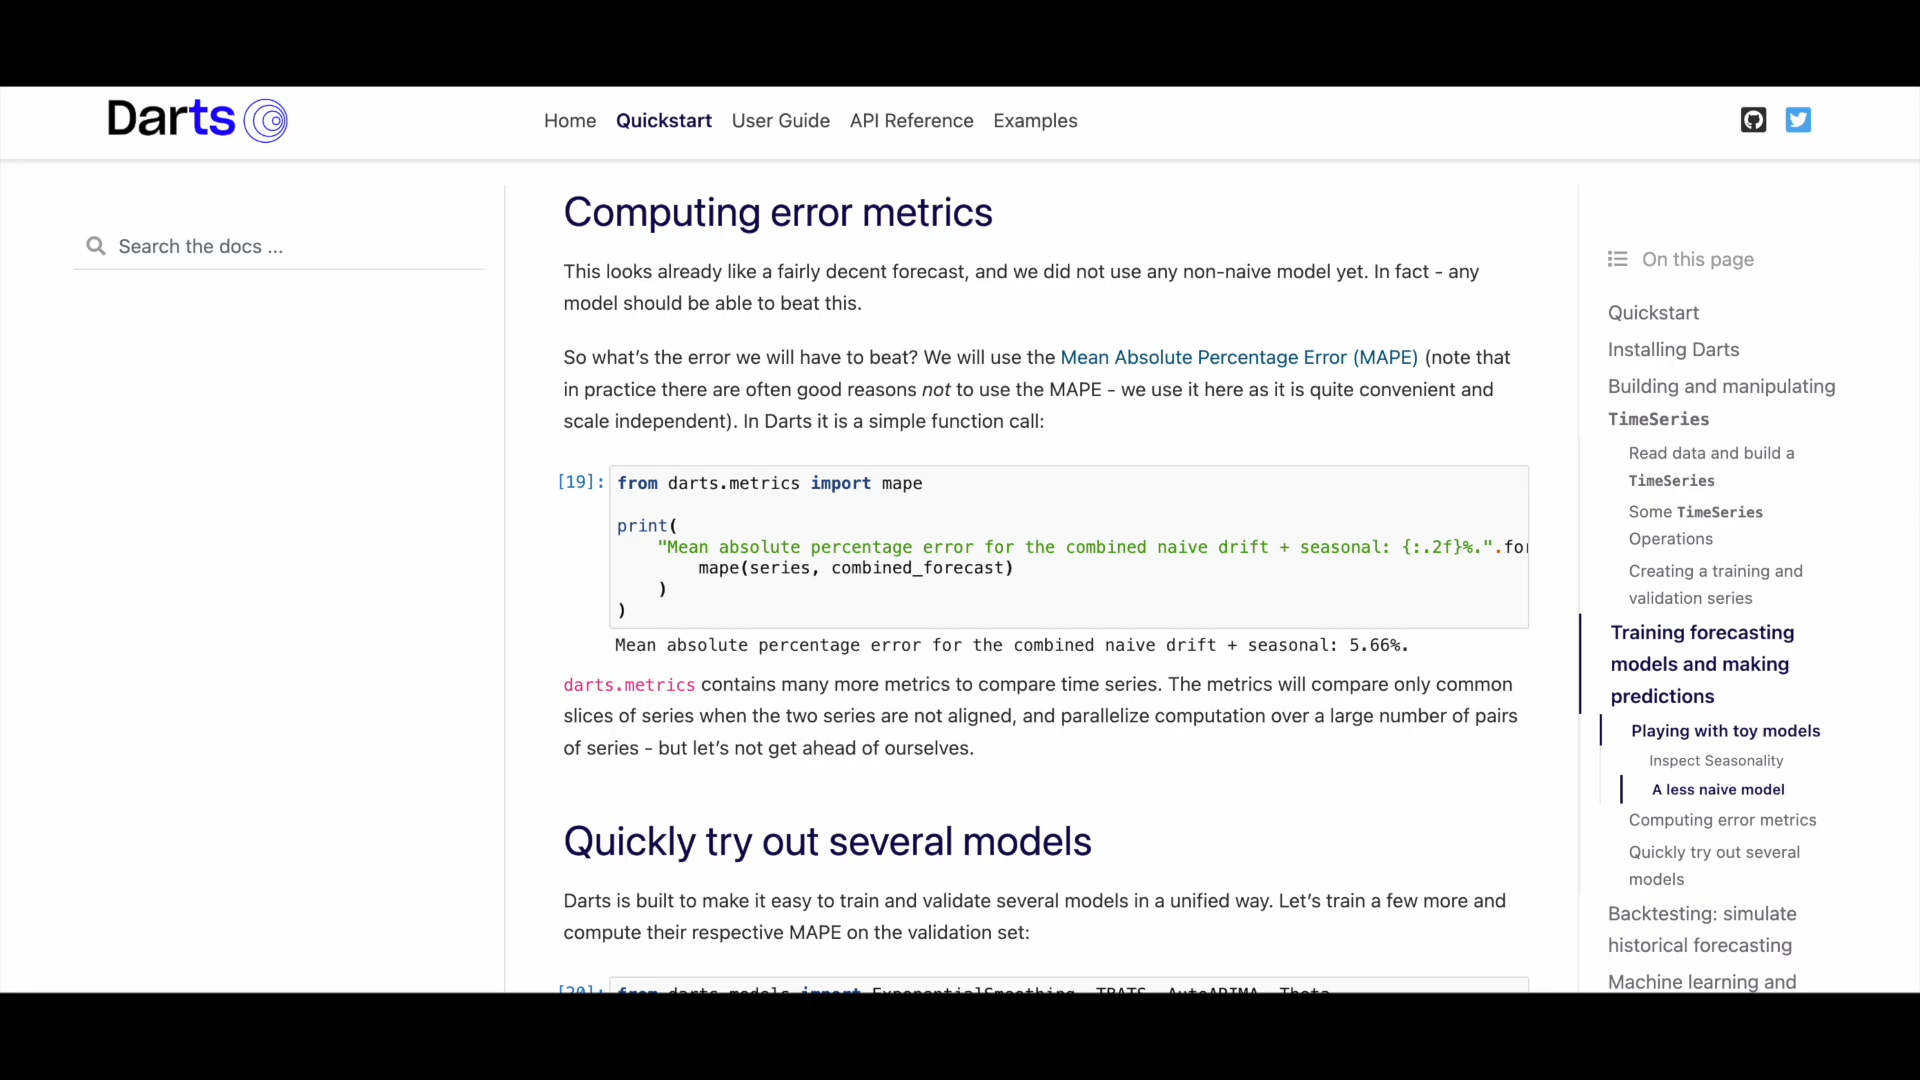 Darts
Home Quickstart User Guide API Reference Examples
Search the docs ...
Computing error metrics
This looks already like a fairly decent forecast, and we did not use any non-naive model yet. In fact - any
model should be able to beat this.
So what's the error we will have to beat? We will use the Mean Absolute Percentage Error (MAPE) (note that
in practice there are often good reasons not to use the MAPE - we use it here as it is quite convenient and
scale independent). In Darts it is a simple function call:
[19]: from darts.metrics import mape
print(
"Mean absolute percentage error for the combined naive drift + seasonal: {:.2f}%.".for
mape(series, combined_forecast)
)
)
Mean absolute percentage error for the combined naive drift + seasonal: 5.66%.
darts.metrics contains many more metrics to compare time series. The metrics will compare only common
slices of series when the two series are not aligned, and parallelize computation over a large number of pairs
of series - but let's not get ahead of ourselves.
Quickly try out several models
Darts is built to make it easy to train and validate several models in a unified way. Let's train a few more and
compute their respective MAPE on the validation set:
[20]: from darts.models import ExponentialSmoothing, TBATS, AutoARIMA, Theta
On this page
Quickstart
Installing Darts
Building and manipulating
TimeSeries
Read data and build a
TimeSeries
Some TimeSeries
Operations
Creating a training and
validation series
Training forecasting
models and making
predictions
Playing with toy models
Inspect Seasonality
A less naive model
Computing error metrics
Quickly try out several
models
Backtesting: simulate
historical forecasting
Machine learning and